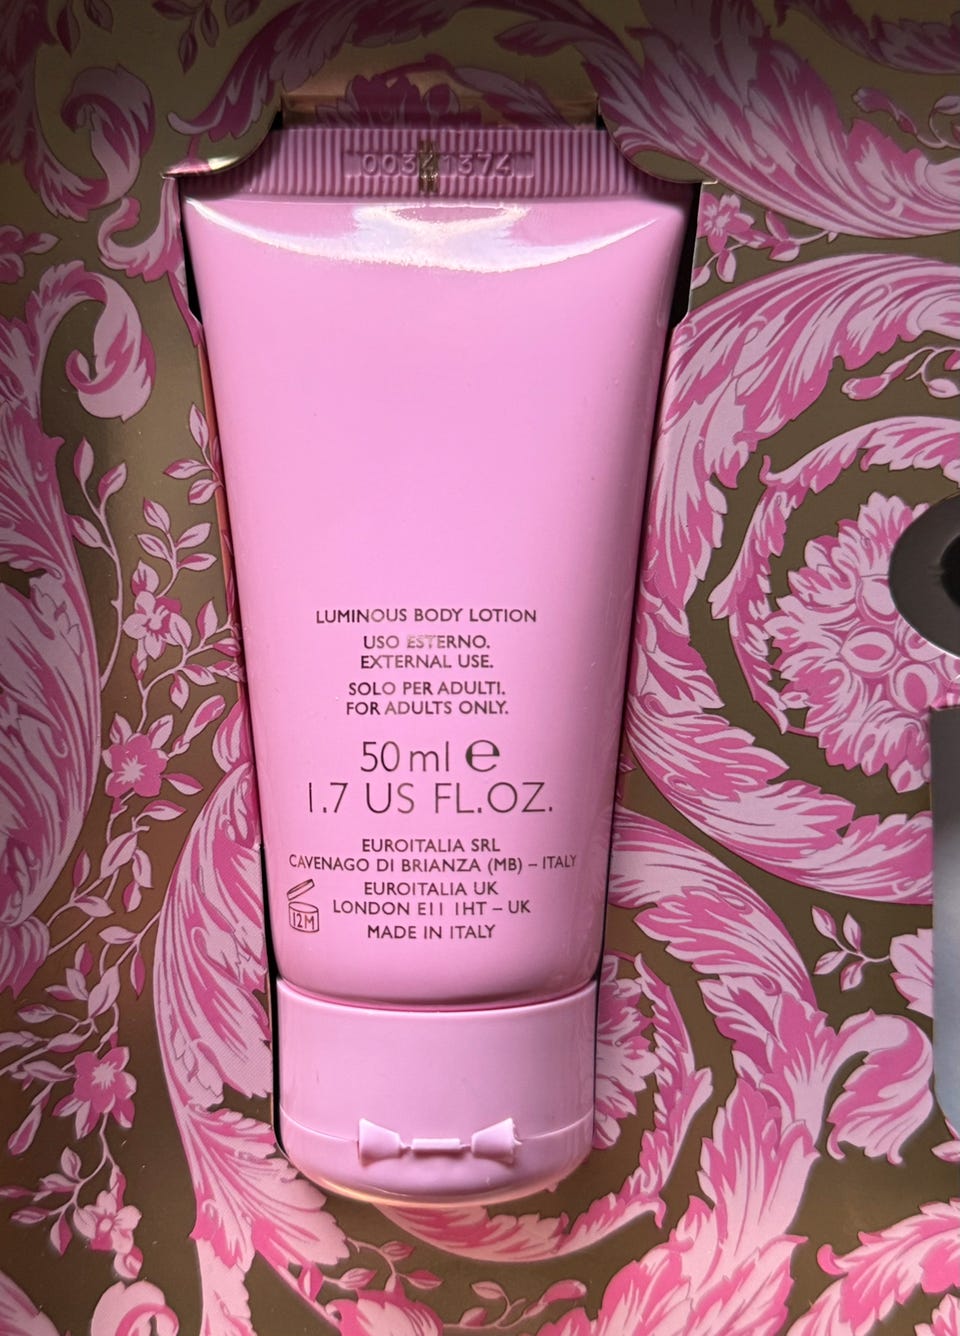 00341374
LUMINOUS BODY LOTION
USO ESTERNO.
EXTERNAL USE.
SOLO PER ADULTI.
FOR ADULTS ONLY.
50 ml ℮
1.7 US FL.OZ.
EUROITALIA SRL
CAVENAGO DI BRIANZA (MB) – ITALY
EUROITALIA UK
12M
LONDON E11 1HT – UK
MADE IN ITALY